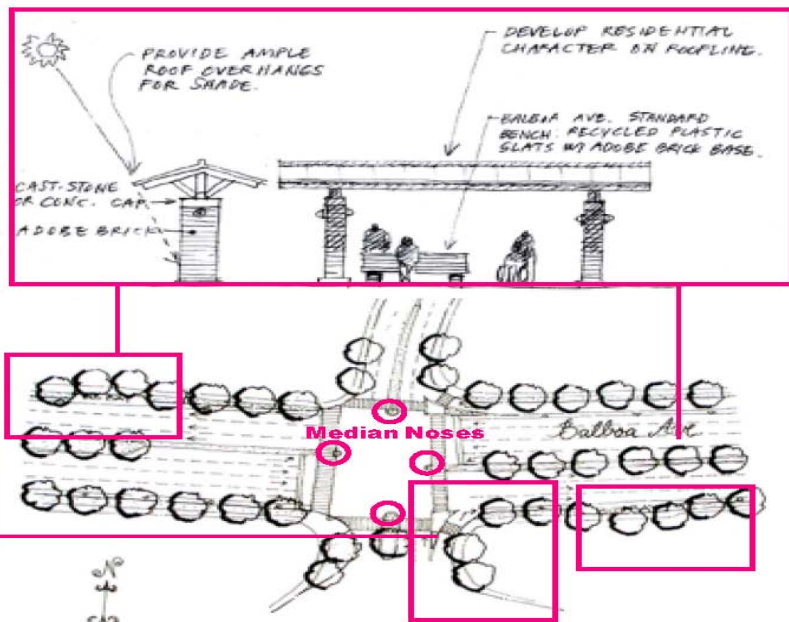 PROVIDE AMPLE
ROOF OVERHANGS
FOR SHADE.
DEVELOP RESIDENTIAL
CHARACTER ON ROOFLINE.
BALBOA AVE. STANDARD
BENCH: RECYCLED PLASTIC
SLATS W/ ADOBE BRICK BASE.
CAST-STONE
OR CONC. CAP.
ADOBE BRICK
Median Noses
Balboa Ave
N